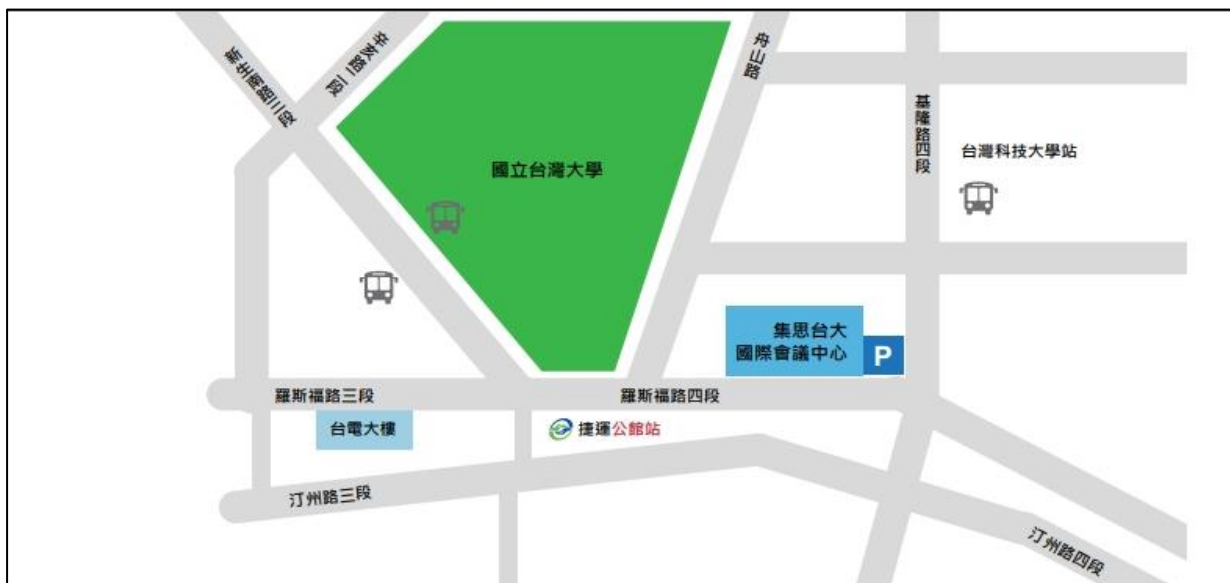 新生南路三段
辛亥路一段
國立台灣大學
舟山路
基隆路四段
台灣科技大學站
集思台大
國際會議中心
P
羅斯福路三段
羅斯福路四段
台電大樓
捷運公館站
汀州路三段
汀州路四段